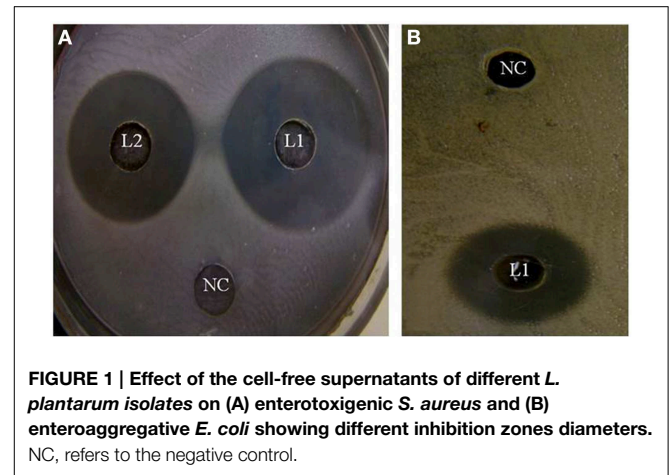 A
B
NC
L2
L1
NC
L1
FIGURE 1 | Effect of the cell-free supernatants of different L.
plantarum isolates on (A) enterotoxigenic S. aureus and (B)
enteroaggregative E. coli showing different inhibition zones diameters.
NC, refers to the negative control.